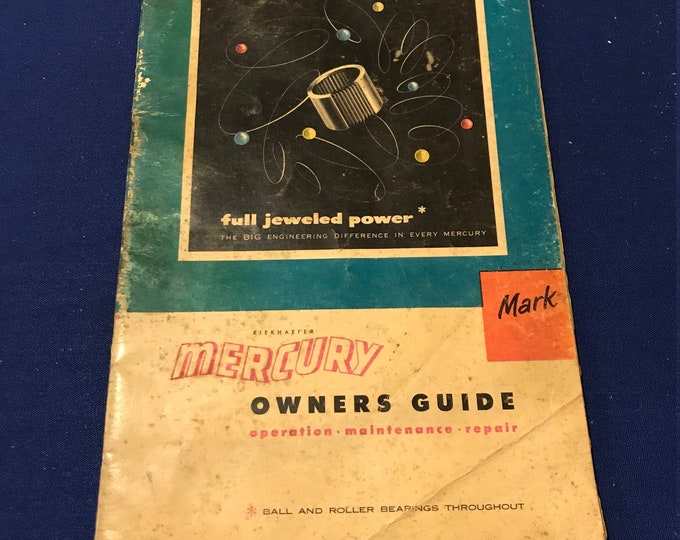 full jeweled power *
THE BIG ENGINEERING DIFFERENCE IN EVERY MERCURY
Mark
KIEKHAEFER
MERCURY
OWNERS GUIDE
operation · maintenance · repair
* BALL AND ROLLER BEARINGS THROUGHOUT